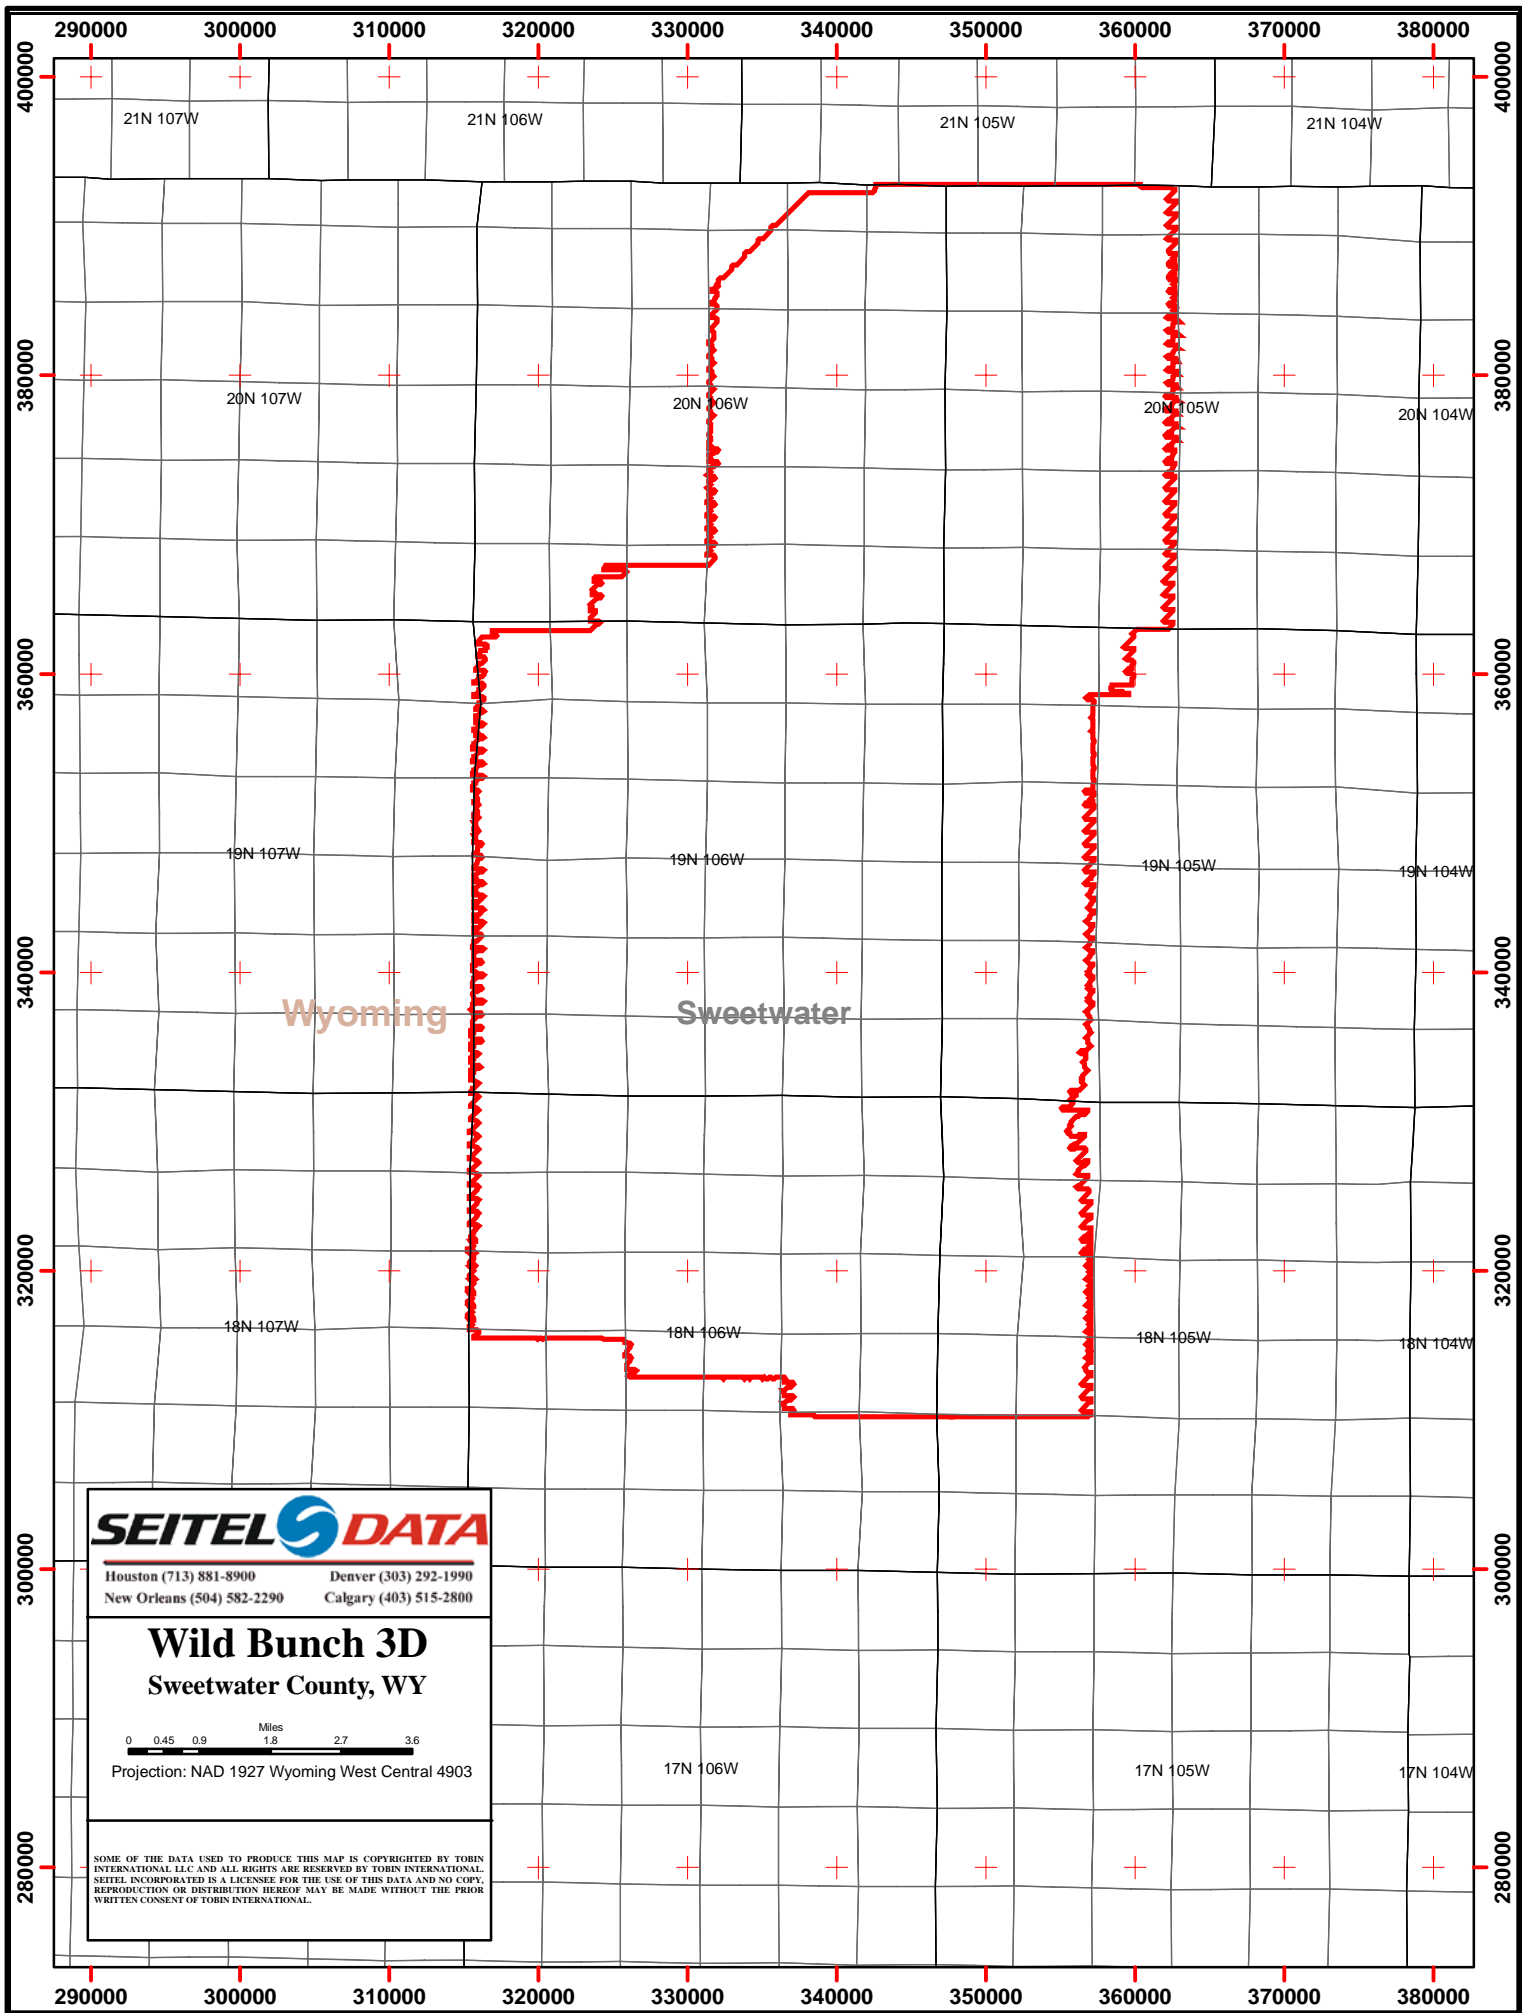 290000 300000 310000 320000 330000 340000 350000 360000 370000 380000
400000 400000
21N 107W 21N 106W 21N 105W 21N 104W
380000 380000
20N 107W 20N 106W 20N 105W 20N 104W
360000 360000
19N 107W 19N 106W 19N 105W 19N 104W
340000 340000
Wyoming Sweetwater
320000 320000
18N 107W 18N 106W 18N 105W 18N 104W
300000 300000
SEITEL DATA
Houston (713) 881-8900 Denver (303) 292-1990
New Orleans (504) 582-2290 Calgary (403) 515-2800
Wild Bunch 3D
Sweetwater County, WY
Miles
0 0.45 0.9 1.8 2.7 3.6
Projection: NAD 1927 Wyoming West Central 4903
17N 106W 17N 105W 17N 104W
280000 280000
SOME OF THE DATA USED TO PRODUCE THIS MAP IS COPYRIGHTED BY TOBIN
INTERNATIONAL LLC AND ALL RIGHTS ARE RESERVED BY TOBIN INTERNATIONAL.
SEITEL INCORPORATED IS A LICENSEE FOR THE USE OF THIS DATA AND NO COPY,
REPRODUCTION OR DISTRIBUTION HEREOF MAY BE MADE WITHOUT THE PRIOR
WRITTEN CONSENT OF TOBIN INTERNATIONAL.
290000 300000 310000 320000 330000 340000 350000 360000 370000 380000